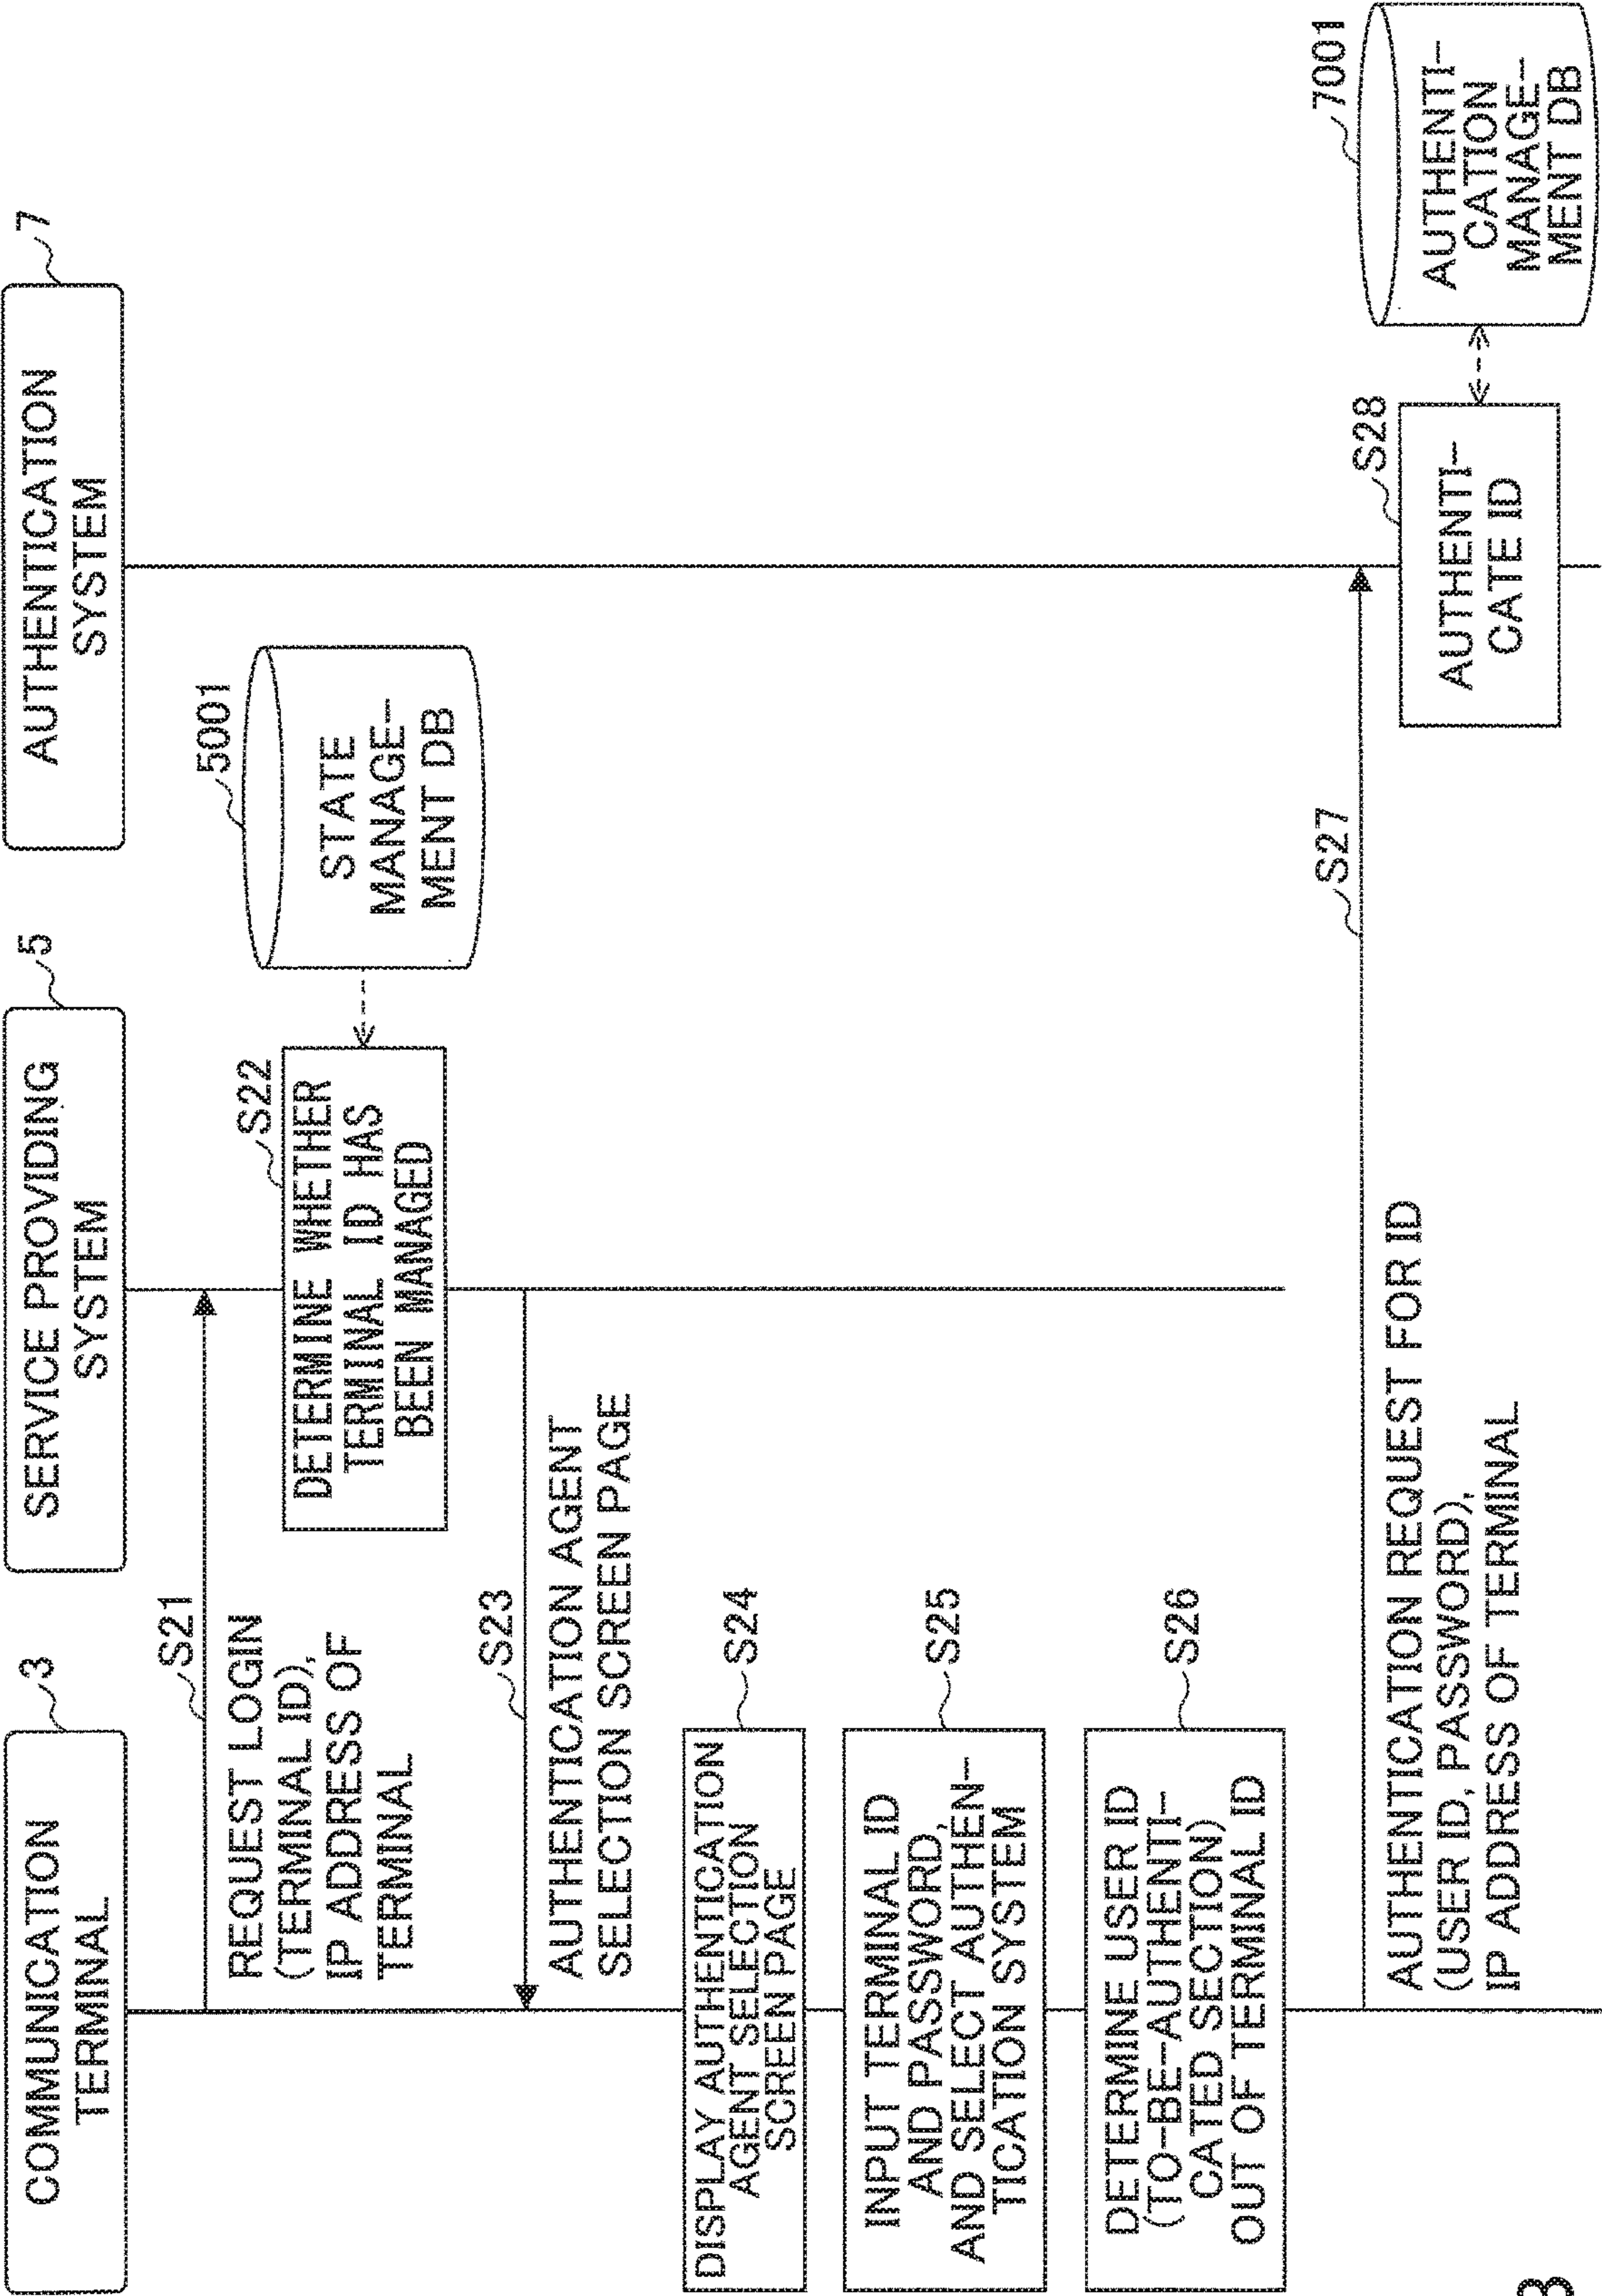 COMMUNICATION
TERMINAL
3
SERVICE PROVIDING
SYSTEM
5
AUTHENTICATION
SYSTEM
7
S21
REQUEST LOGIN
(TERMINAL ID),
IP ADDRESS OF
TERMINAL
S22
DETERMINE WHETHER
TERMINAL ID HAS
BEEN MANAGED
5001
STATE
MANAGE-
MENT DB
S23
AUTHENTICATION AGENT
SELECTION SCREEN PAGE
S24
DISPLAY AUTHENTICATION
AGENT SELECTION
SCREEN PAGE
S25
INPUT TERMINAL ID
AND PASSWORD,
AND SELECT AUTHEN-
TICATION SYSTEM
S26
DETERMINE USER ID
(TO-BE-AUTHENTI-
CATED SECTION)
OUT OF TERMINAL ID
S27
AUTHENTICATION REQUEST FOR ID
(USER ID, PASSWORD),
IP ADDRESS OF TERMINAL
S28
AUTHENTI-
CATE ID
7001
AUTHENTI-
CATION
MANAGE-
MENT DB